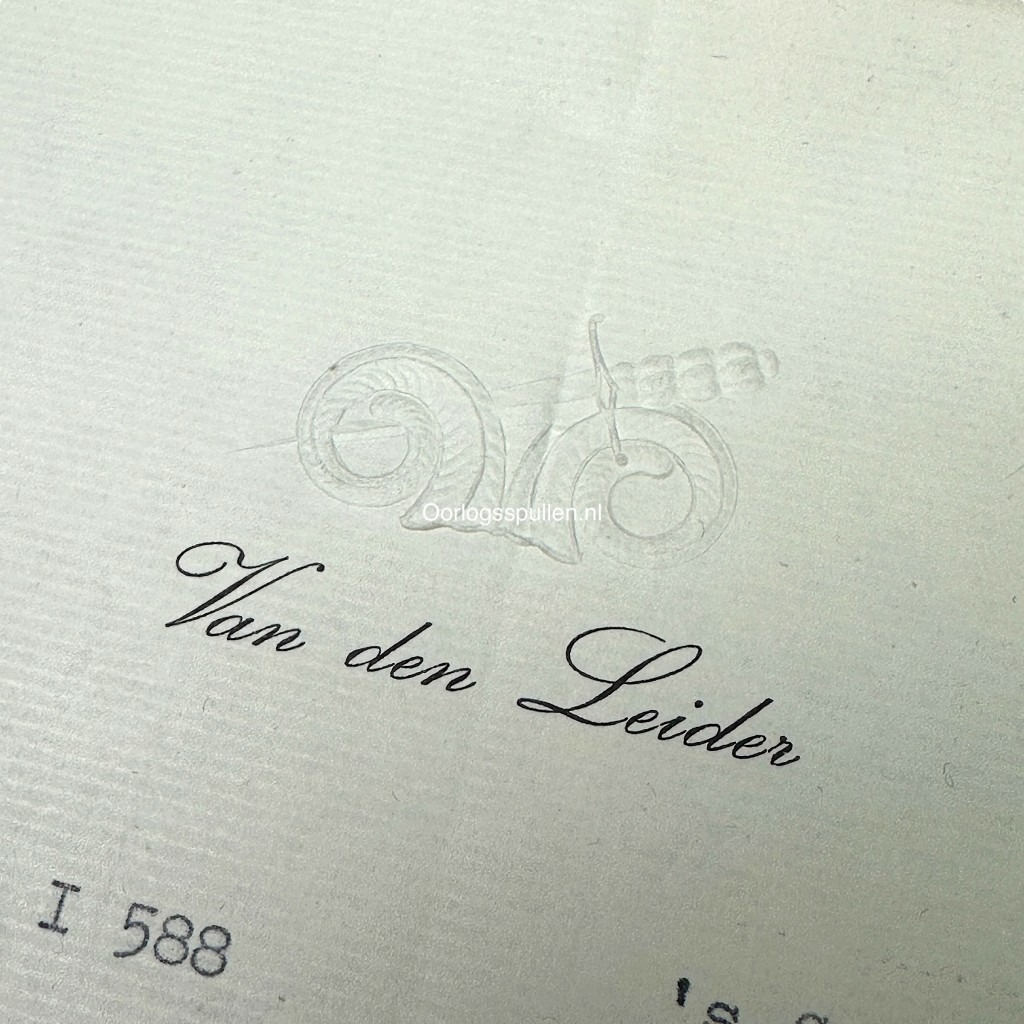 Oorlogsspullen.nl
Van den Leider
I 588
's